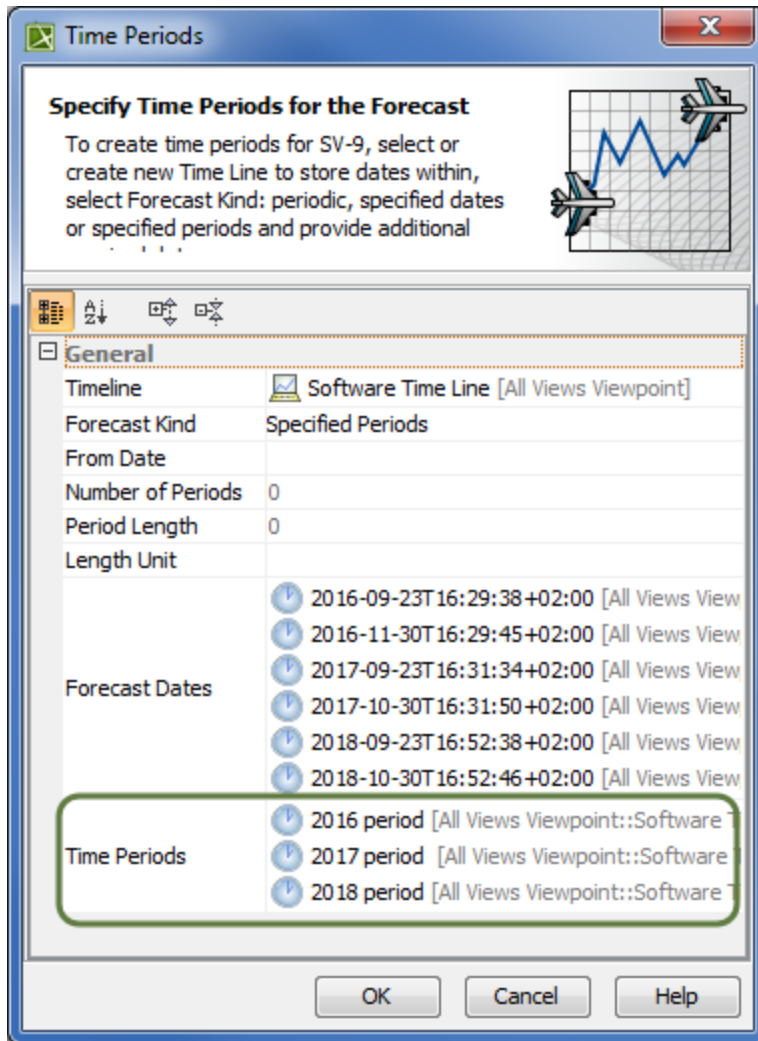 Time Periods
Specify Time Periods for the Forecast
To create time periods for SV-9, select or
create new Time Line to store dates within,
select Forecast Kind: periodic, specified dates
or specified periods and provide additional
General
Timeline Software Time Line [All Views Viewpoint]
Forecast Kind Specified Periods
From Date
Number of Periods 0
Period Length 0
Length Unit
Forecast Dates
2016-09-23T16:29:38+02:00 [All Views View
2016-11-30T16:29:45+02:00 [All Views View
2017-09-23T16:31:34+02:00 [All Views View
2017-10-30T16:31:50+02:00 [All Views View
2018-09-23T16:52:38+02:00 [All Views View
2018-10-30T16:52:46+02:00 [All Views View
Time Periods
2016 period [All Views Viewpoint::Software T
2017 period [All Views Viewpoint::Software
2018 period [All Views Viewpoint::Software T
OK Cancel Help